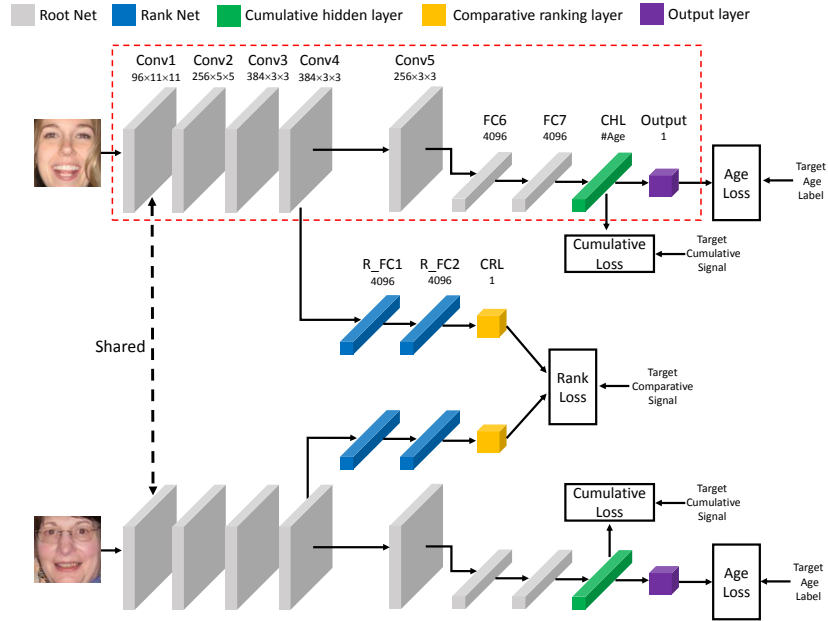 Root Net
Rank Net
Cumulative hidden layer
Comparative ranking layer
Output layer
Conv1
96×11×11
Conv2
256×5×5
Conv3
384×3×3
Conv4
384×3×3
Conv5
256×3×3
FC6
4096
FC7
4096
CHL
#Age
Output
1
Age
Loss
Target
Age
Label
Cumulative
Loss
Target
Cumulative
Signal
Shared
R_FC1
4096
R_FC2
4096
CRL
1
Rank
Loss
Target
Comparative
Signal
Cumulative
Loss
Target
Cumulative
Signal
Age
Loss
Target
Age
Label